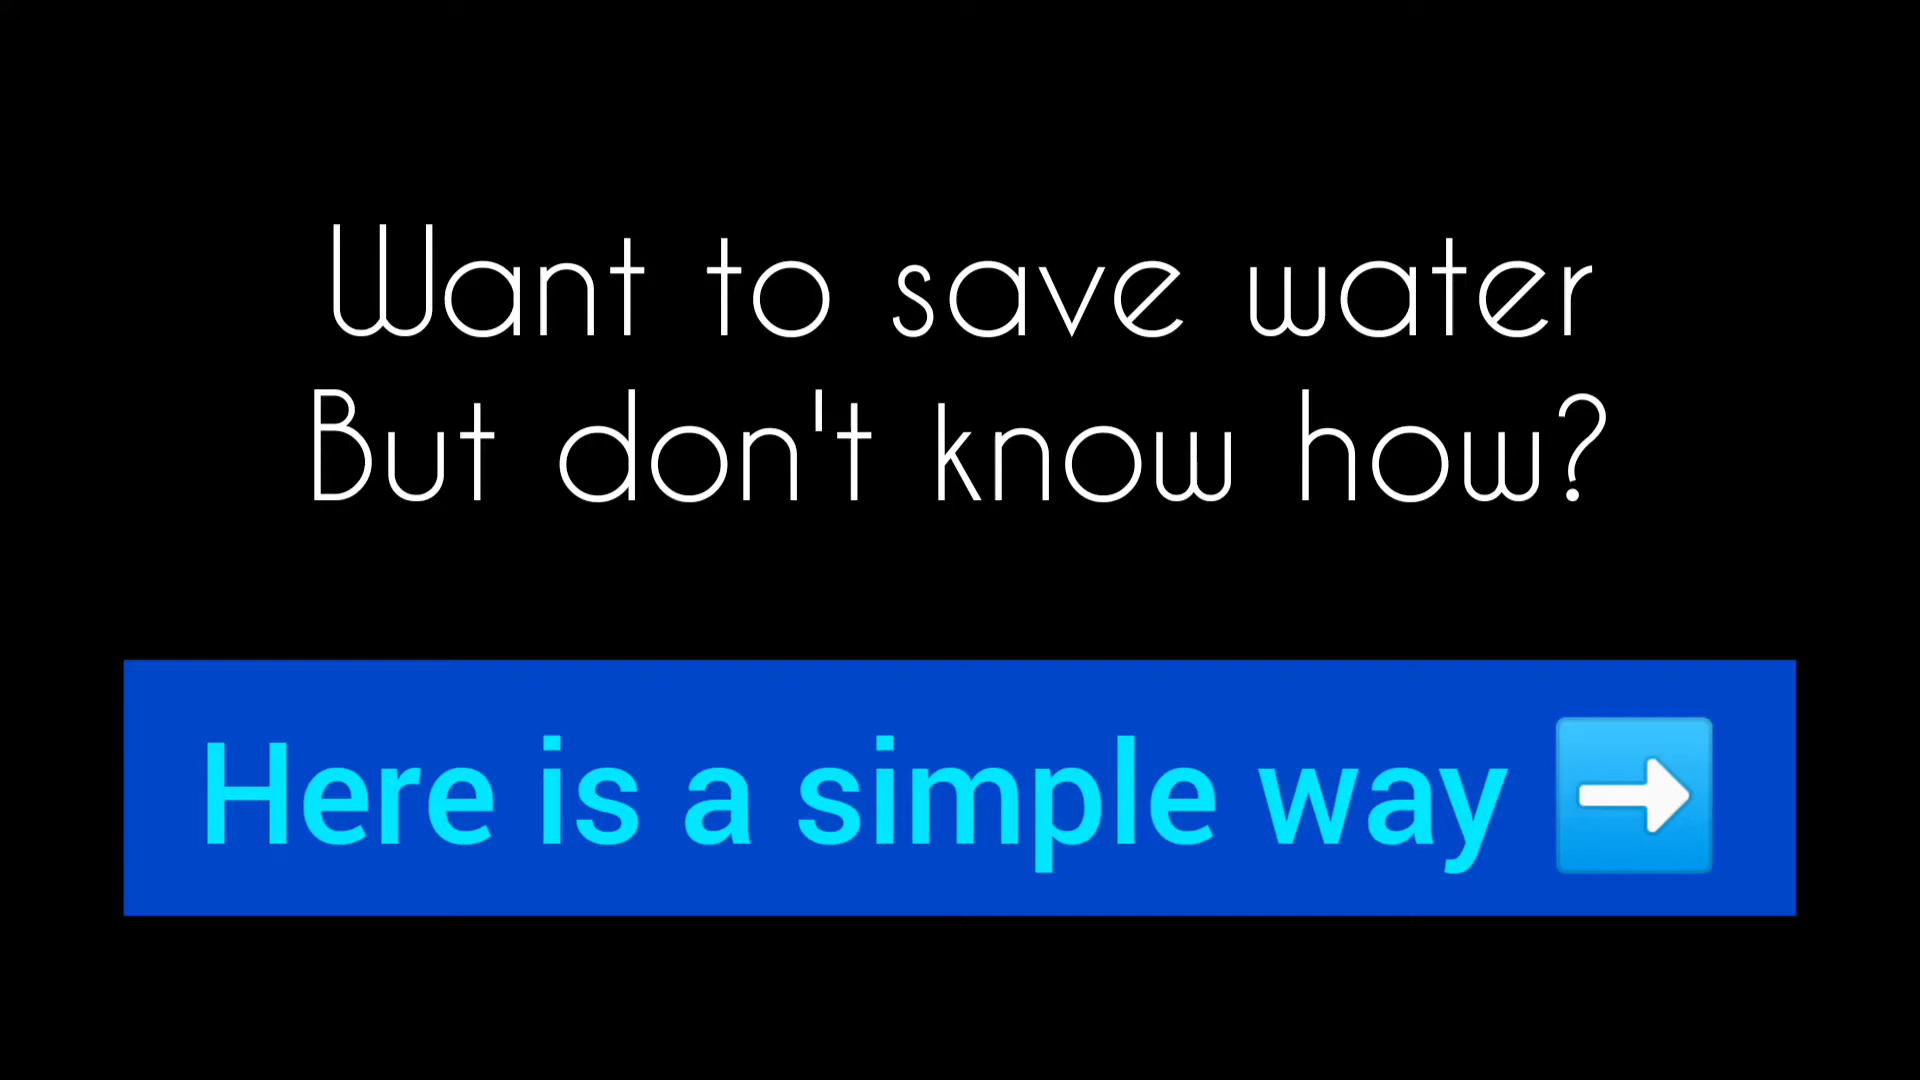 Want to save water
But don't know how?
Here is a simple way ➡️